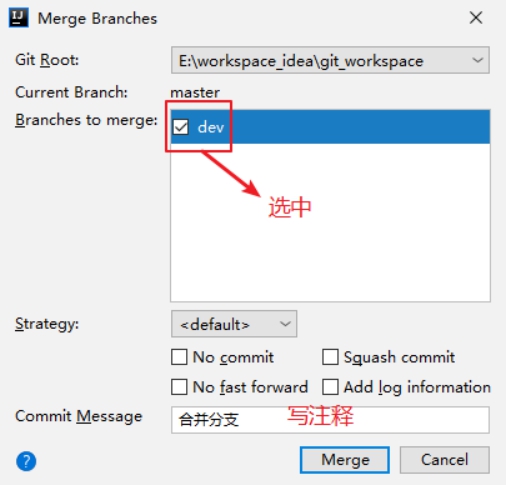 Merge Branches
Git Root: E:\workspace_idea\git_workspace
Current Branch: master
Branches to merge: dev
选中
Strategy: <default>
No commit Squash commit
No fast forward Add log information
Commit Message 合并分支 写注释
Merge Cancel